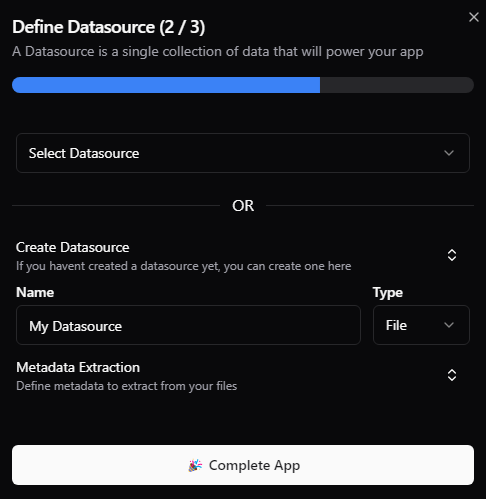 Define Datasource (2 / 3)
A Datasource is a single collection of data that will power your app
Select Datasource
OR
Create Datasource
If you havent created a datasource yet, you can create one here
Name
Type
My Datasource
File
Metadata Extraction
Define metadata to extract from your files
Complete App